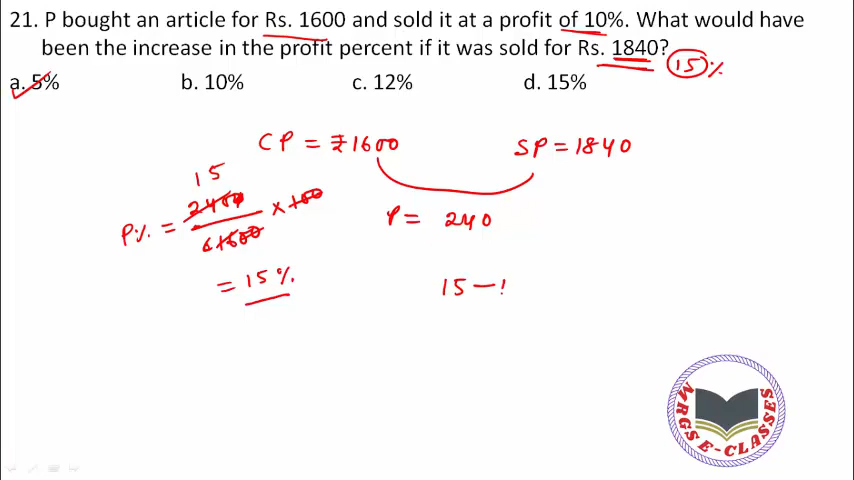 21. P bought an article for Rs. 1600 and sold it at a profit of 10%. What would have
been the increase in the profit percent if it was sold for Rs. 1840?
15%
a. 5% b. 10% c. 12% d. 15%
CP = ₹1600 SP = 1840
15
P% = 2400 × 100
1600
P = 240
= 15%
15 –
MRGS E-CLASSES